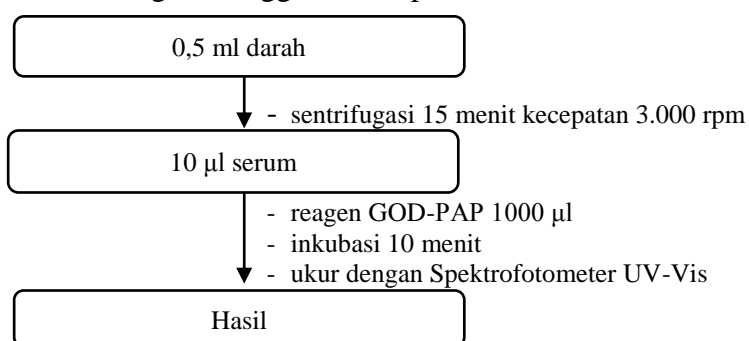 0,5 ml darah
- sentrifugasi 15 menit kecepatan 3.000 rpm
10 μl serum
- reagen GOD-PAP 1000 μl
- inkubasi 10 menit
- ukur dengan Spektrofotometer UV-Vis
Hasil